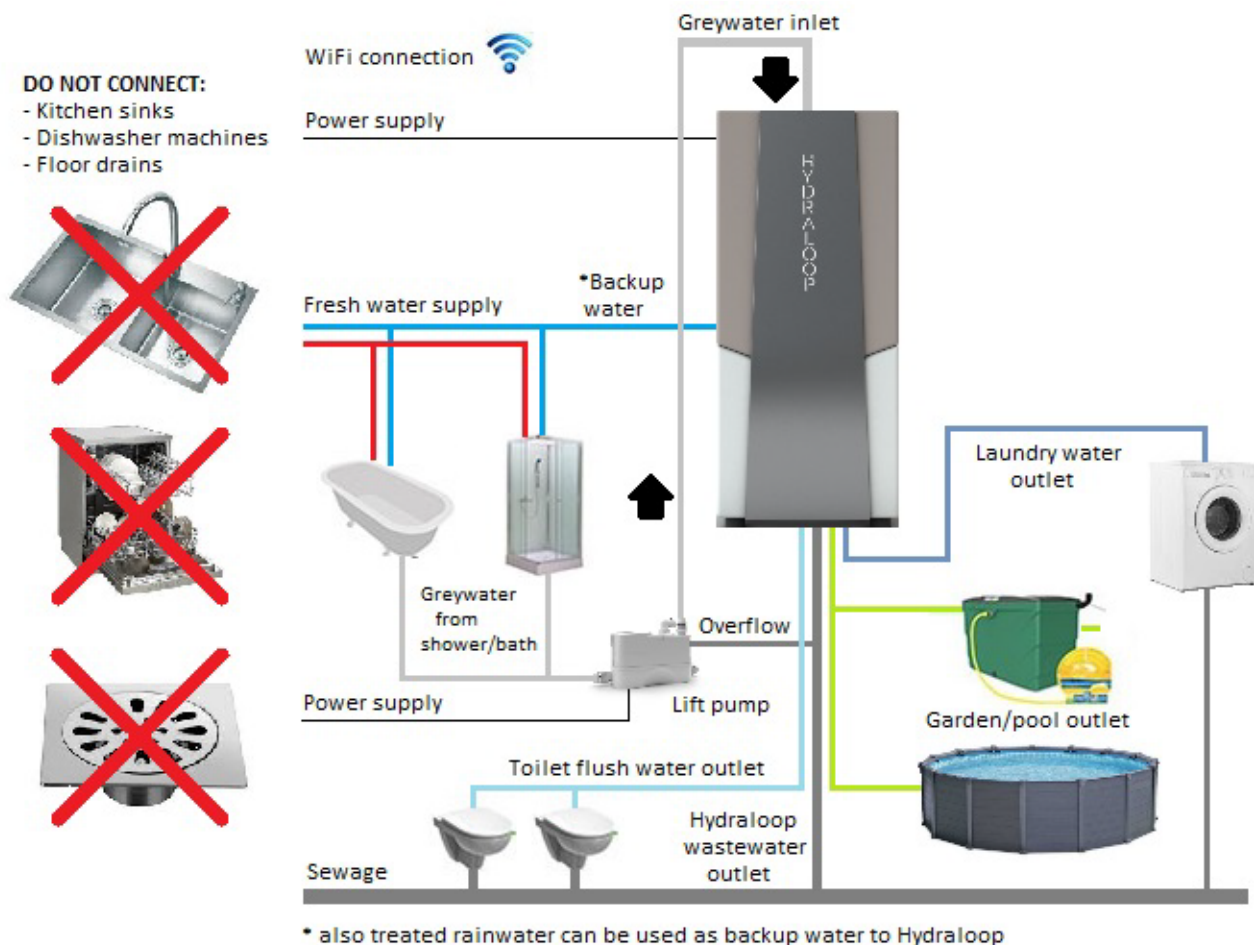 Greywater inlet
WiFi connection
DO NOT CONNECT:
- Kitchen sinks
- Dishwasher machines
- Floor drains
Power supply
HYDRALOOP
Fresh water supply
*Backup
water
Laundry water
outlet
Greywater
from
shower/bath
Overflow
Power supply
Lift pump
Garden/pool outlet
Toilet flush water outlet
Hydraloop
wastewater
outlet
Sewage
* also treated rainwater can be used as backup water to Hydraloop